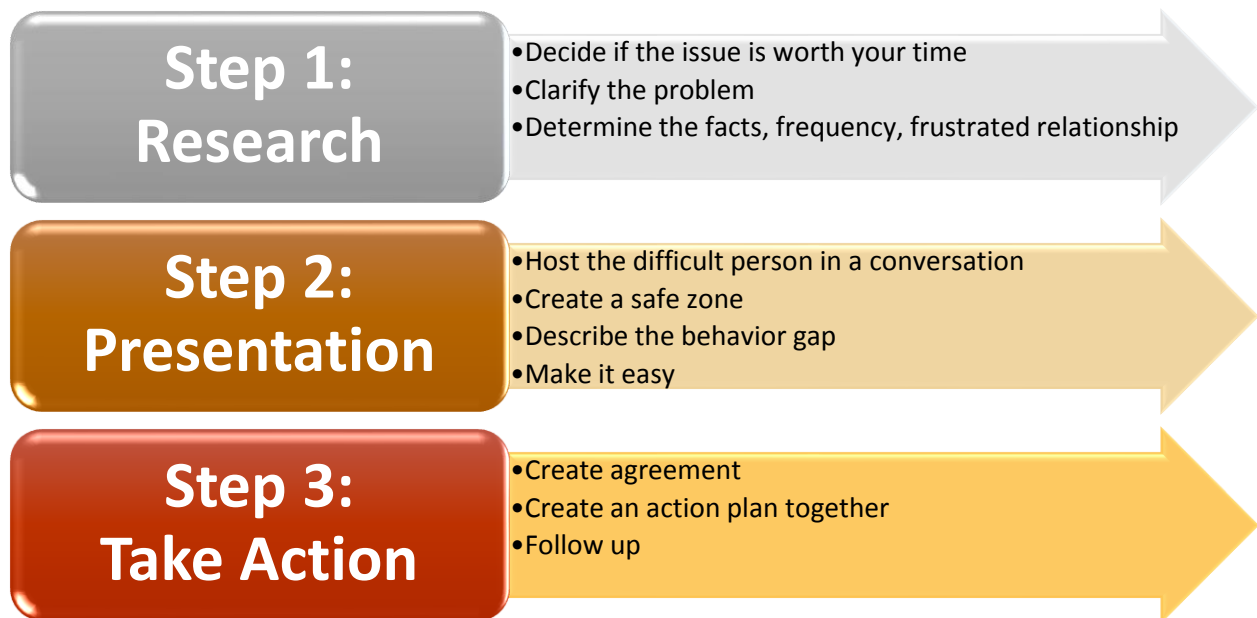 Step 1:
Research
•Decide if the issue is worth your time
•Clarify the problem
•Determine the facts, frequency, frustrated relationship
Step 2:
Presentation
•Host the difficult person in a conversation
•Create a safe zone
•Describe the behavior gap
•Make it easy
Step 3:
Take Action
•Create agreement
•Create an action plan together
•Follow up